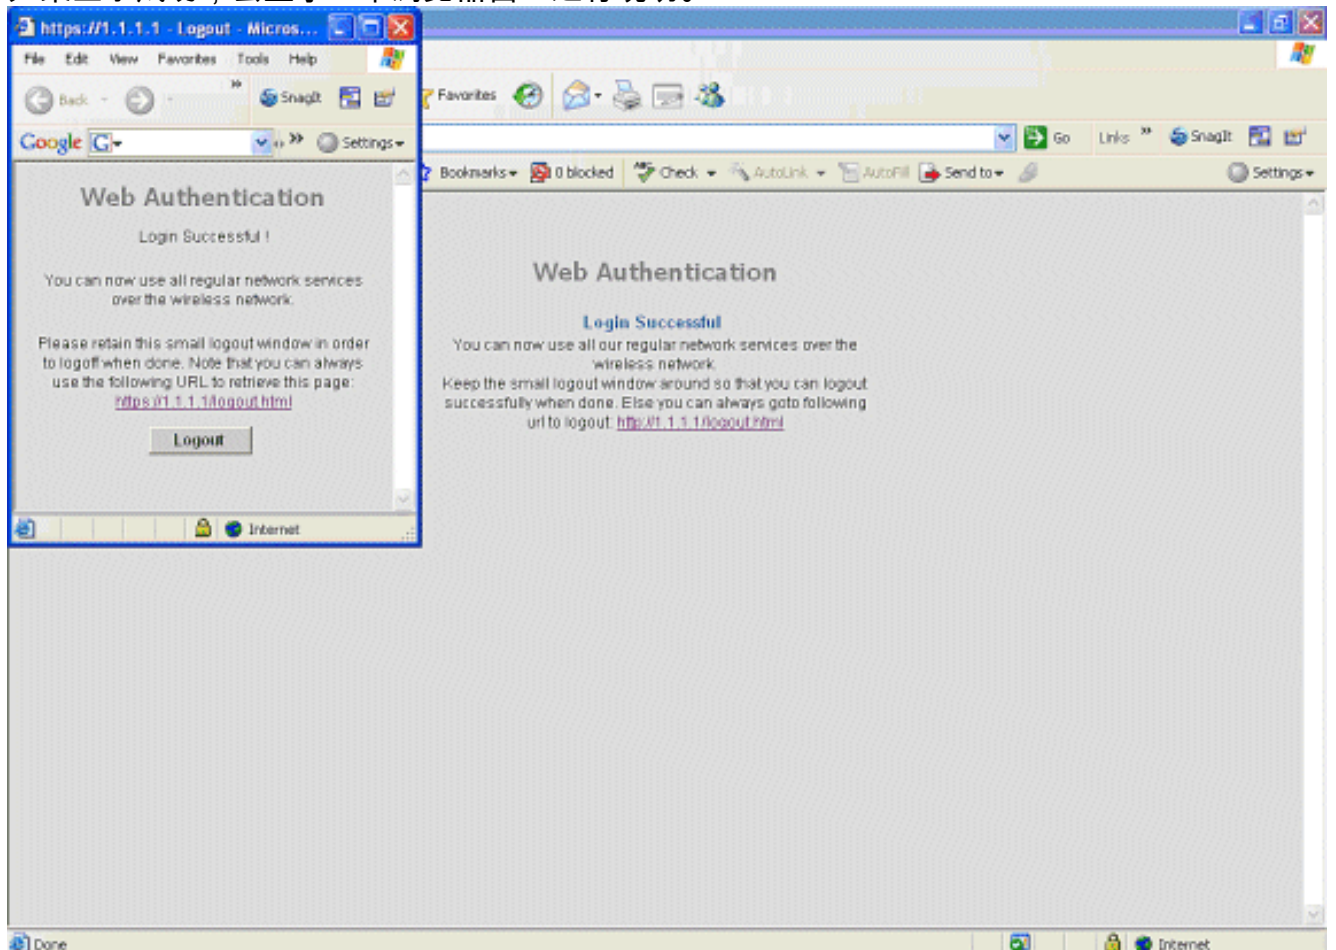 https://1.1.1.1 - Logout - Micros...
File Edit View Favorites Tools Help
Back
SnagIt
Google G
Settings
Web Authentication
Login Successful !
You can now use all regular network services
over the wireless network.
Please retain this small logout window in order
to logoff when done. Note that you can always
use the following URL to retrieve this page:
https://1.1.1.1/logout.html
Logout
Internet
Favorites
Go Links SnagIt
Bookmarks 0 blocked Check AutoLink AutoFill Send to Settings
Web Authentication
Login Successful
You can now use all our regular network services over the
wireless network
Keep the small logout window around so that you can logout
successfully when done. Else you can always goto following
url to logout: http://1.1.1.1/logout.html
Done
Internet